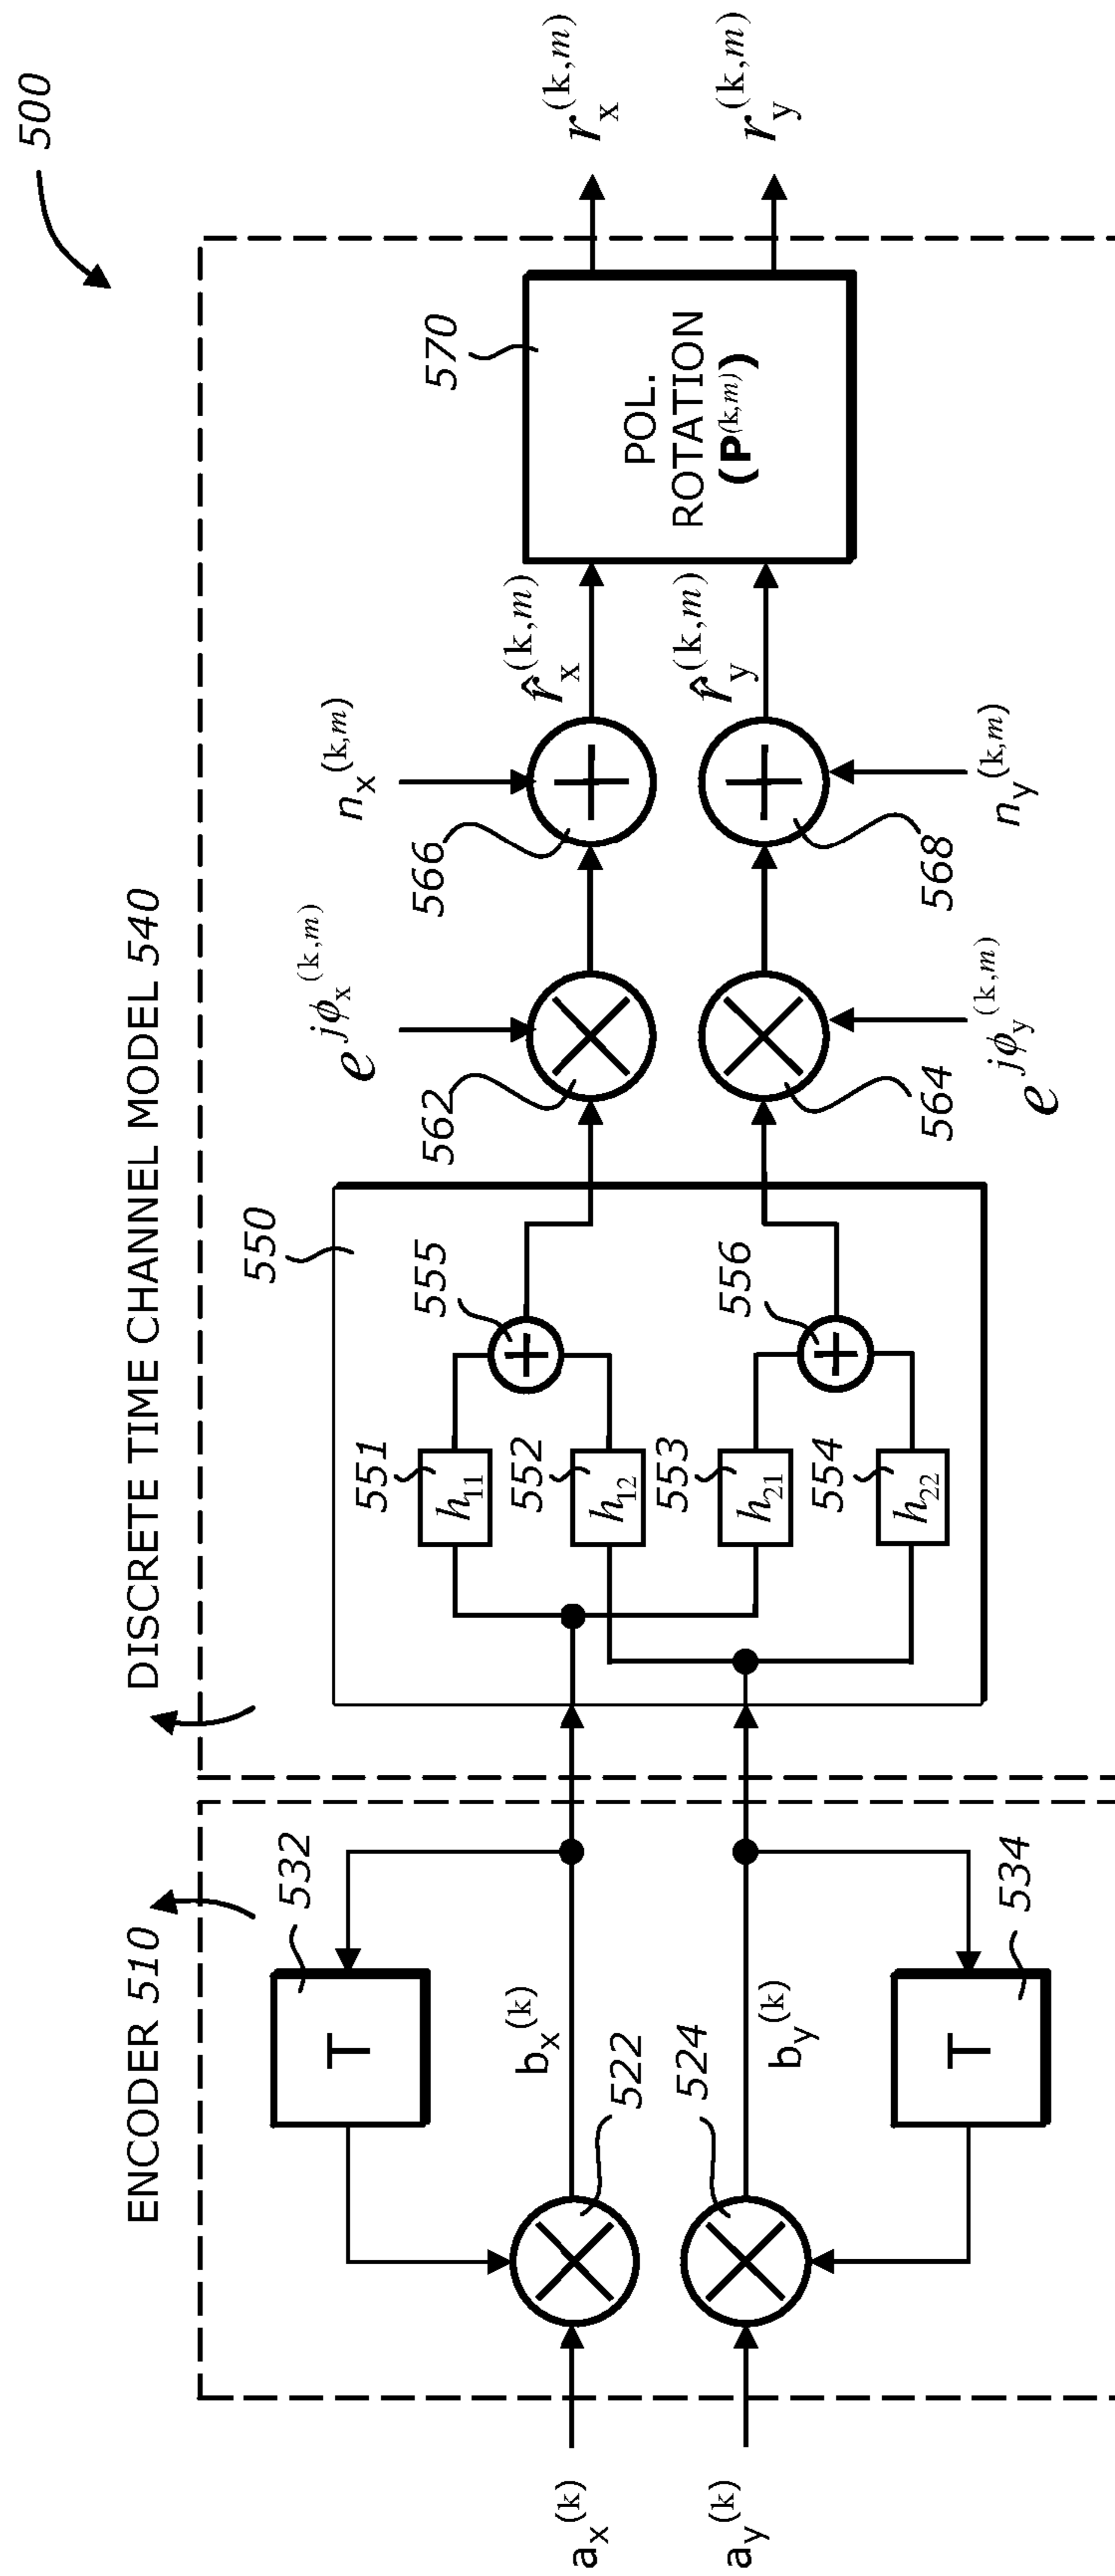 500
ENCODER 510
DISCRETE TIME CHANNEL MODEL 540
a_x^(k)
a_y^(k)
522
524
T
532
T
534
b_x^(k)
b_y^(k)
550
551
h_11
552
h_12
553
h_21
554
h_22
555
556
562
e^jϕ_x^(k,m)
564
e^jϕ_y^(k,m)
566
n_x^(k,m)
568
n_y^(k,m)
r̂_x^(k,m)
r̂_y^(k,m)
570
POL.
ROTATION
(P^(k,m))
r_x^(k,m)
r_y^(k,m)